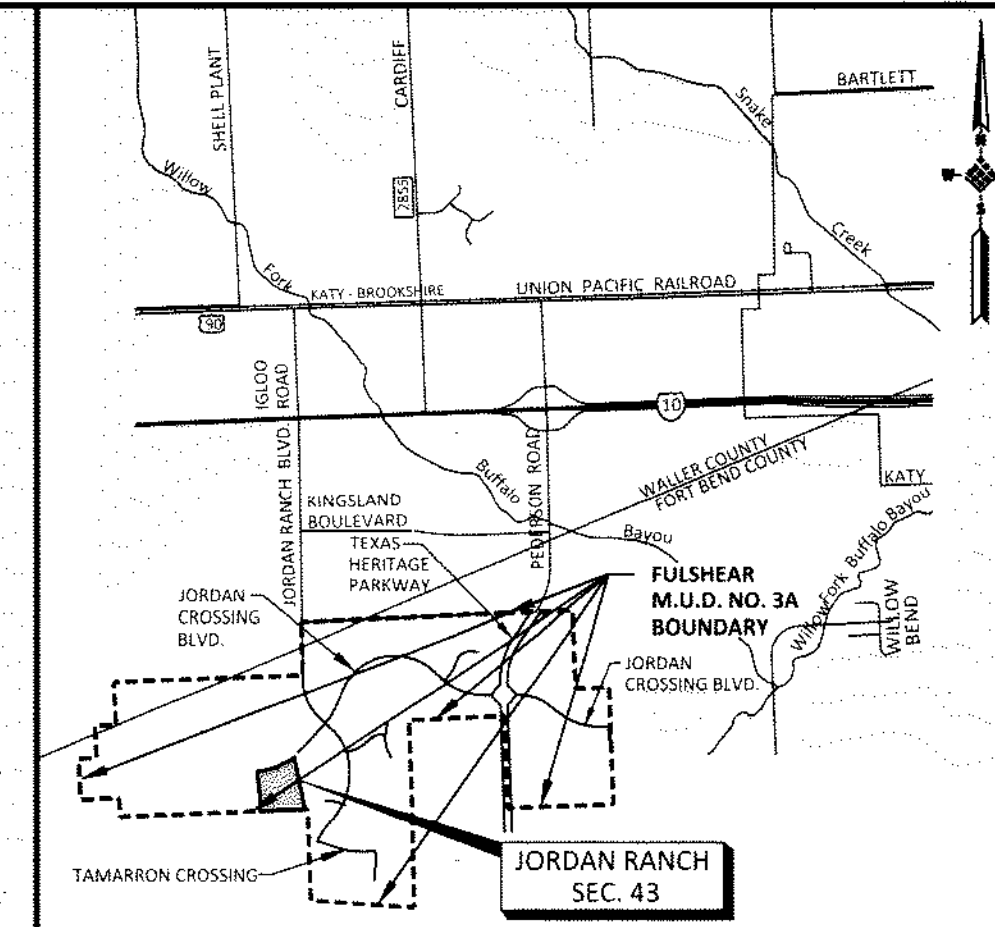 SHELL PLANT
CARDIFF
BARTLETT
Snake
Willow
2855
N
W
S
Creek
Fork
KATY - BROOKSHIRE
UNION PACIFIC RAILROAD
90
IGLOO
ROAD
10
JORDAN RANCH BLVD.
PEDERSON ROAD
WALLER COUNTY
FORT BEND COUNTY
KATY
Buffalo
Bayou
KINGSLAND
BOULEVARD
TEXAS
HERITAGE
PARKWAY
Willow Fork Buffalo Bayou
FULSHEAR
M.U.D. NO. 3A
BOUNDARY
WILLOW
BEND
JORDAN
CROSSING
BLVD.
JORDAN
CROSSING BLVD.
TAMARRON CROSSING
JORDAN RANCH
SEC. 43